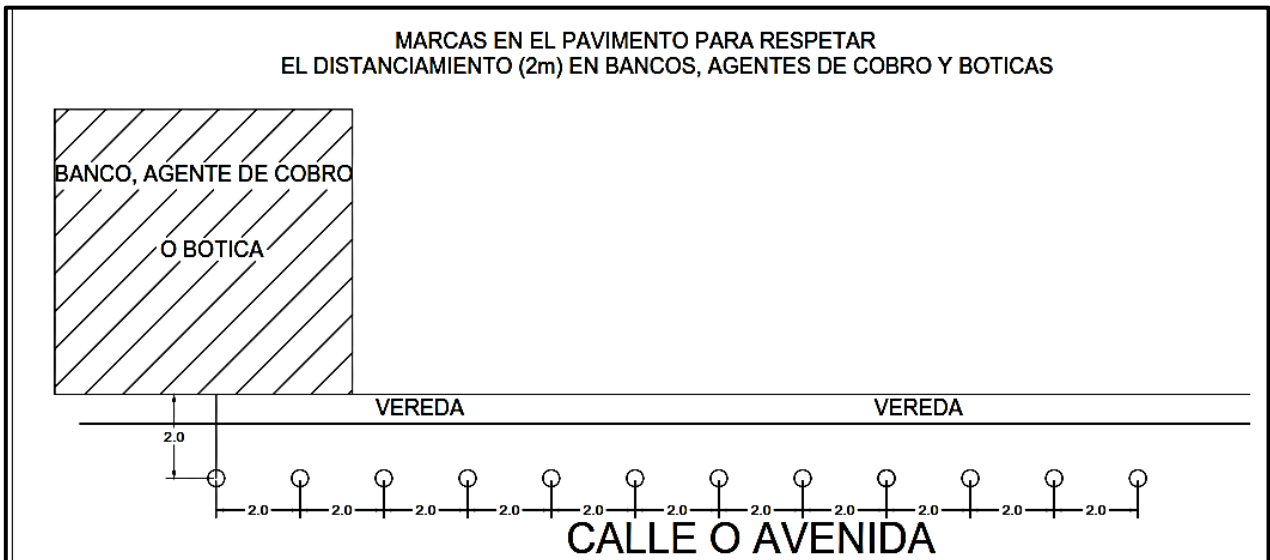 MARCAS EN EL PAVIMENTO PARA RESPETAR
EL DISTANCIAMIENTO (2m) EN BANCOS, AGENTES DE COBRO Y BOTICAS
BANCO, AGENTE DE COBRO
O BOTICA
VEREDA VEREDA
2.0
2.0 2.0 2.0 2.0 2.0 2.0 2.0 2.0 2.0 2.0 2.0
CALLE O AVENIDA